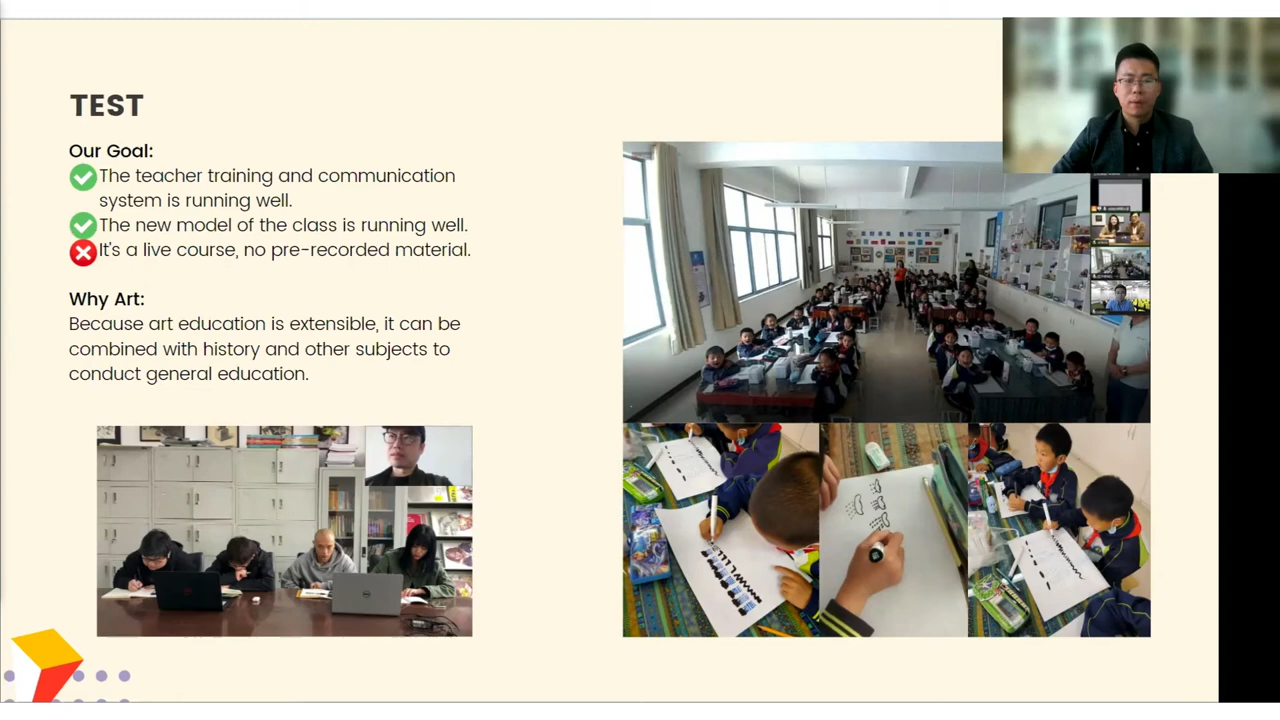 TEST
Our Goal:
The teacher training and communication
system is running well.
The new model of the class is running well.
It's a live course, no pre-recorded material.
Why Art:
Because art education is extensible, it can be
combined with history and other subjects to
conduct general education.